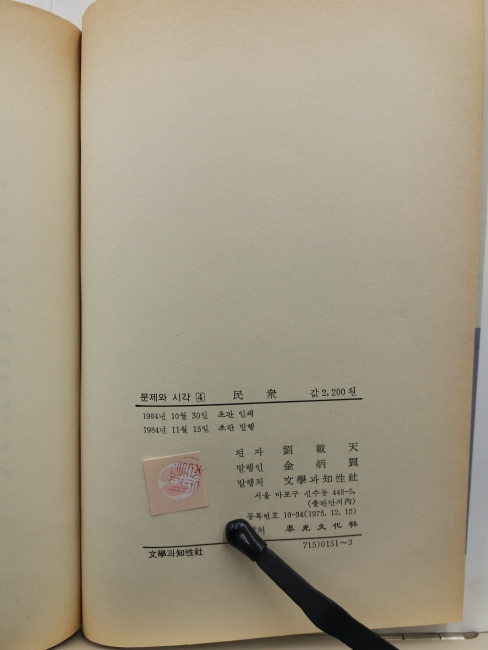 문제와 시각 ④ 民 衆 값 2,200원
1984년 10월 30일 초판 인쇄
1984년 11월 15일 초판 발행
편 자 劉 載 天
발행인 金 炳 翼
발행처 文學과知性社
서울 마포구 신수동 445-5,
(출판단지內)
등록번호 10-34(1975. 12. 12)
文化社
文學과知性社 715)0151~3